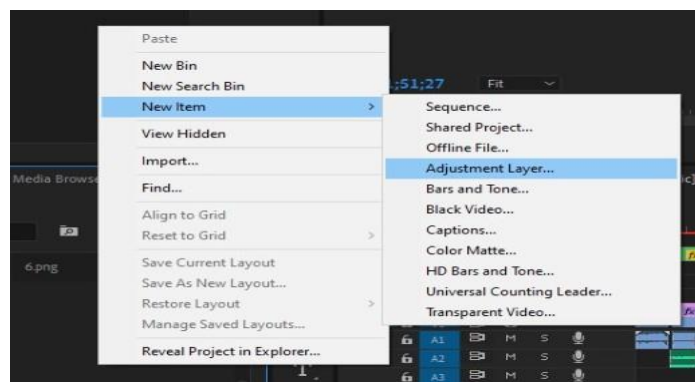 Paste
New Bin
New Search Bin
New Item >
View Hidden
Import...
Find...
Align to Grid
Reset to Grid >
Save Current Layout
Save As New Layout...
Restore Layout >
Manage Saved Layouts...
Reveal Project in Explorer...
;51;27 Fit
Sequence...
Shared Project...
Offline File...
Adjustment Layer...
Bars and Tone...
Black Video...
Captions...
Color Matte...
HD Bars and Tone...
Universal Counting Leader...
Transparent Video...
Media Browse
6.png
ic]
fx
T
A1 M S
A2 M S
A3 M S